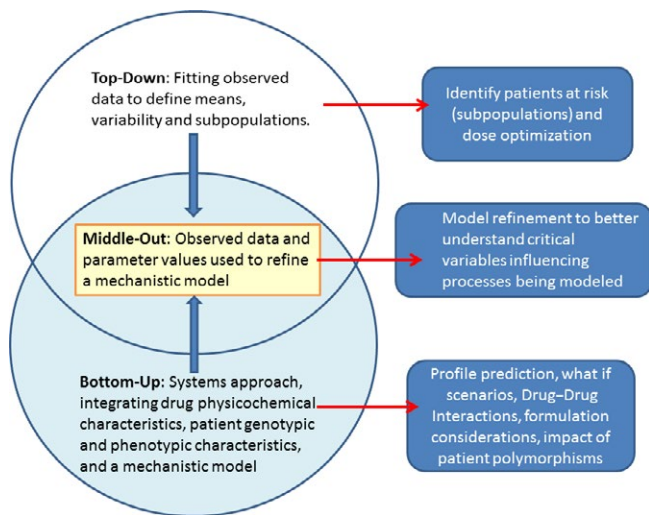 Top-Down: Fitting observed
data to define means,
variability and subpopulations.
Identify patients at risk
(subpopulations) and
dose optimization
Middle-Out: Observed data and
parameter values used to refine
a mechanistic model
Model refinement to better
understand critical
variables influencing
processes being modeled
Bottom-Up: Systems approach,
integrating drug physicochemical
characteristics, patient genotypic
and phenotypic characteristics,
and a mechanistic model
Profile prediction, what if
scenarios, Drug–Drug
Interactions, formulation
considerations, impact of
patient polymorphisms